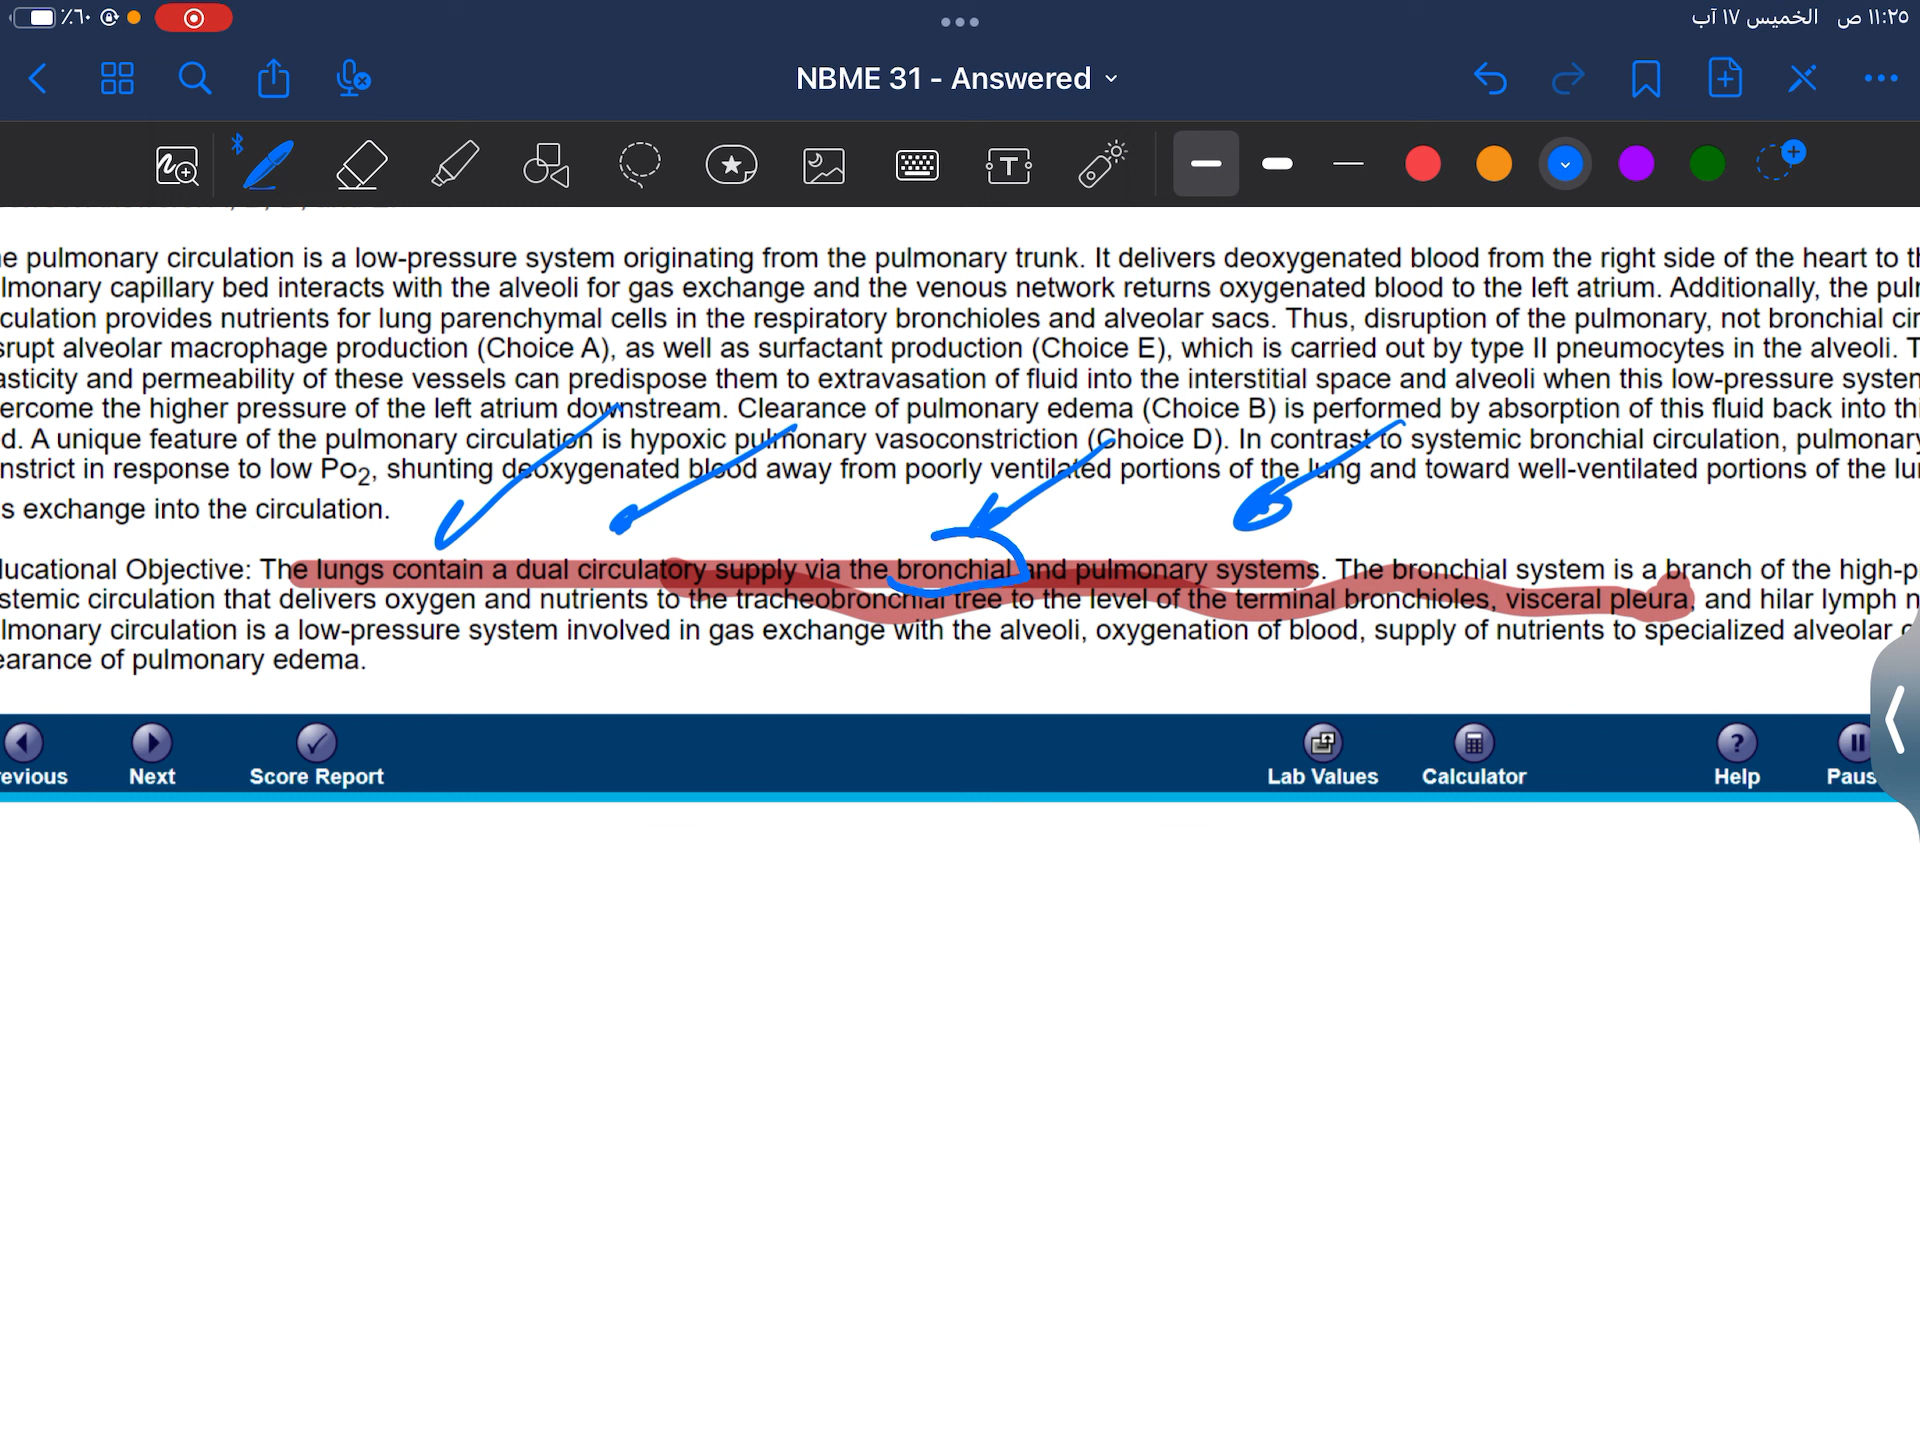 ٪٦٠
١١:٢٥ ص الخميس ١٧ آب
NBME 31 - Answered
T
e pulmonary circulation is a low-pressure system originating from the pulmonary trunk. It delivers deoxygenated blood from the right side of the heart to th
lmonary capillary bed interacts with the alveoli for gas exchange and the venous network returns oxygenated blood to the left atrium. Additionally, the puln
culation provides nutrients for lung parenchymal cells in the respiratory bronchioles and alveolar sacs. Thus, disruption of the pulmonary, not bronchial cir
srupt alveolar macrophage production (Choice A), as well as surfactant production (Choice E), which is carried out by type II pneumocytes in the alveoli. T
asticity and permeability of these vessels can predispose them to extravasation of fluid into the interstitial space and alveoli when this low-pressure system
ercome the higher pressure of the left atrium downstream. Clearance of pulmonary edema (Choice B) is performed by absorption of this fluid back into thi
d. A unique feature of the pulmonary circulation is hypoxic pulmonary vasoconstriction (Choice D). In contrast to systemic bronchial circulation, pulmonary
nstrict in response to low Po2, shunting deoxygenated blood away from poorly ventilated portions of the lung and toward well-ventilated portions of the lun
s exchange into the circulation.
ducational Objective: The lungs contain a dual circulatory supply via the bronchial and pulmonary systems. The bronchial system is a branch of the high-p
stemic circulation that delivers oxygen and nutrients to the tracheobronchial tree to the level of the terminal bronchioles, visceral pleura, and hilar lymph n
lmonary circulation is a low-pressure system involved in gas exchange with the alveoli, oxygenation of blood, supply of nutrients to specialized alveolar c
earance of pulmonary edema.
evious Next Score Report Lab Values Calculator Help Paus